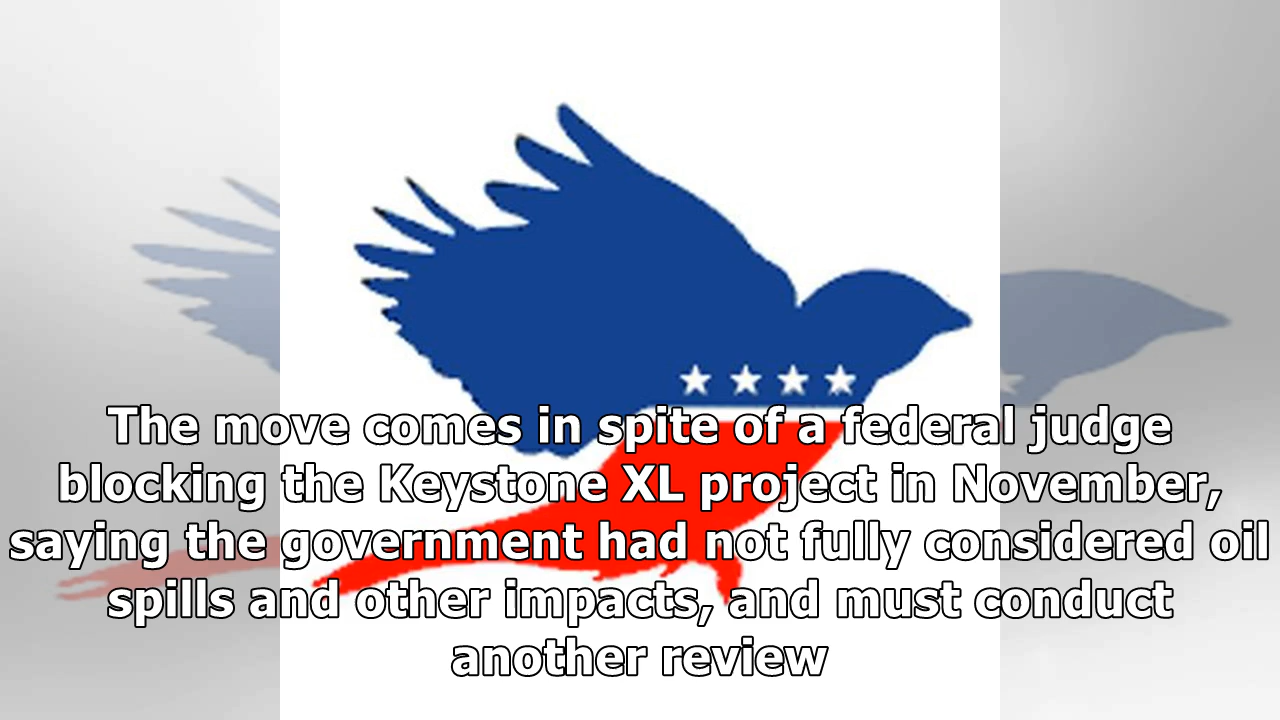 The move comes in spite of a federal judge
blocking the Keystone XL project in November,
saying the government had not fully considered oil
spills and other impacts, and must conduct
another review